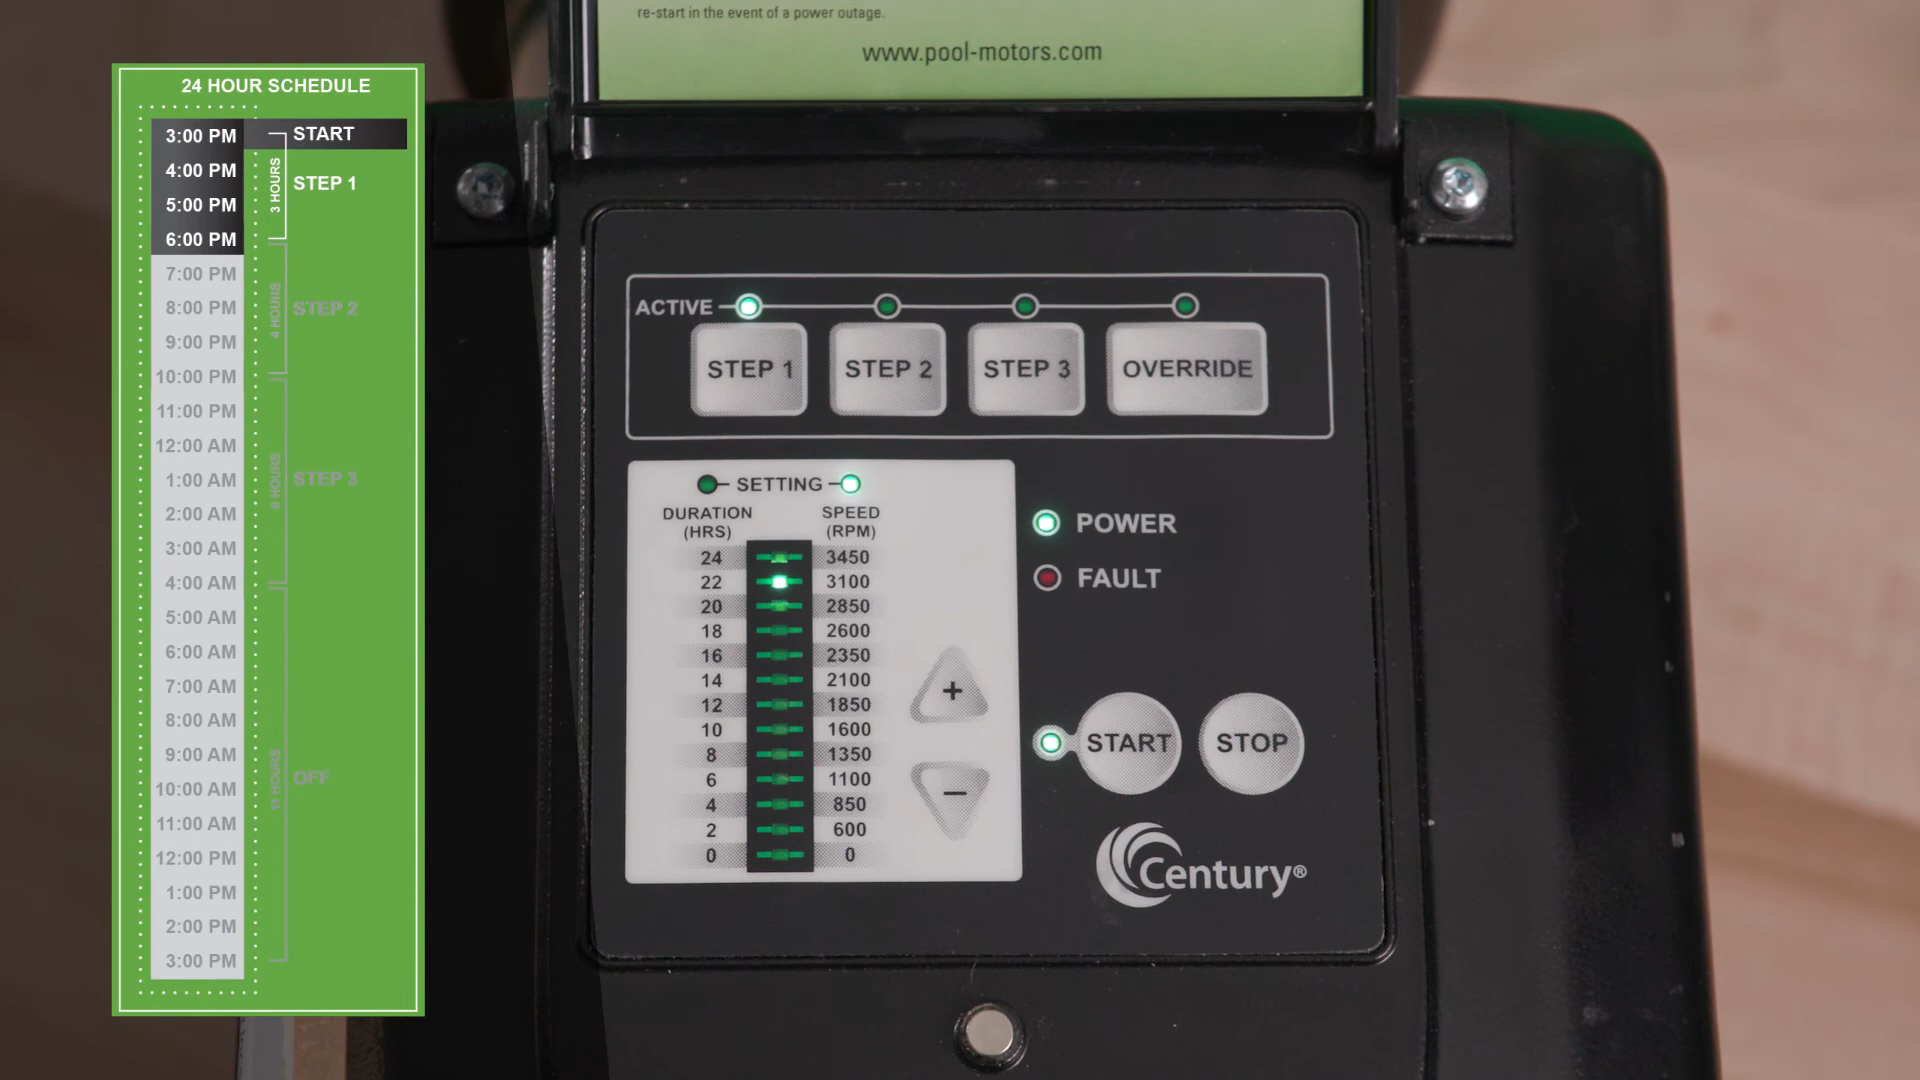 re-start in the event of a power outage.
www.pool-motors.com
24 HOUR SCHEDULE
3:00 PM
START
4:00 PM
5:00 PM
6:00 PM
3 HOURS
STEP 1
7:00 PM
8:00 PM
9:00 PM
10:00 PM
4 HOURS
STEP 2
11:00 PM
12:00 AM
1:00 AM
2:00 AM
3:00 AM
4:00 AM
6 HOURS
STEP 3
5:00 AM
6:00 AM
7:00 AM
8:00 AM
9:00 AM
10:00 AM
11:00 AM
12:00 PM
1:00 PM
2:00 PM
3:00 PM
11 HOURS
OFF
ACTIVE
STEP 1
STEP 2
STEP 3
OVERRIDE
SETTING
DURATION
(HRS)
SPEED
(RPM)
24 3450
22 3100
20 2850
18 2600
16 2350
14 2100
12 1850
10 1600
8 1350
6 1100
4 850
2 600
0 0
+
−
POWER
FAULT
START
STOP
Century®